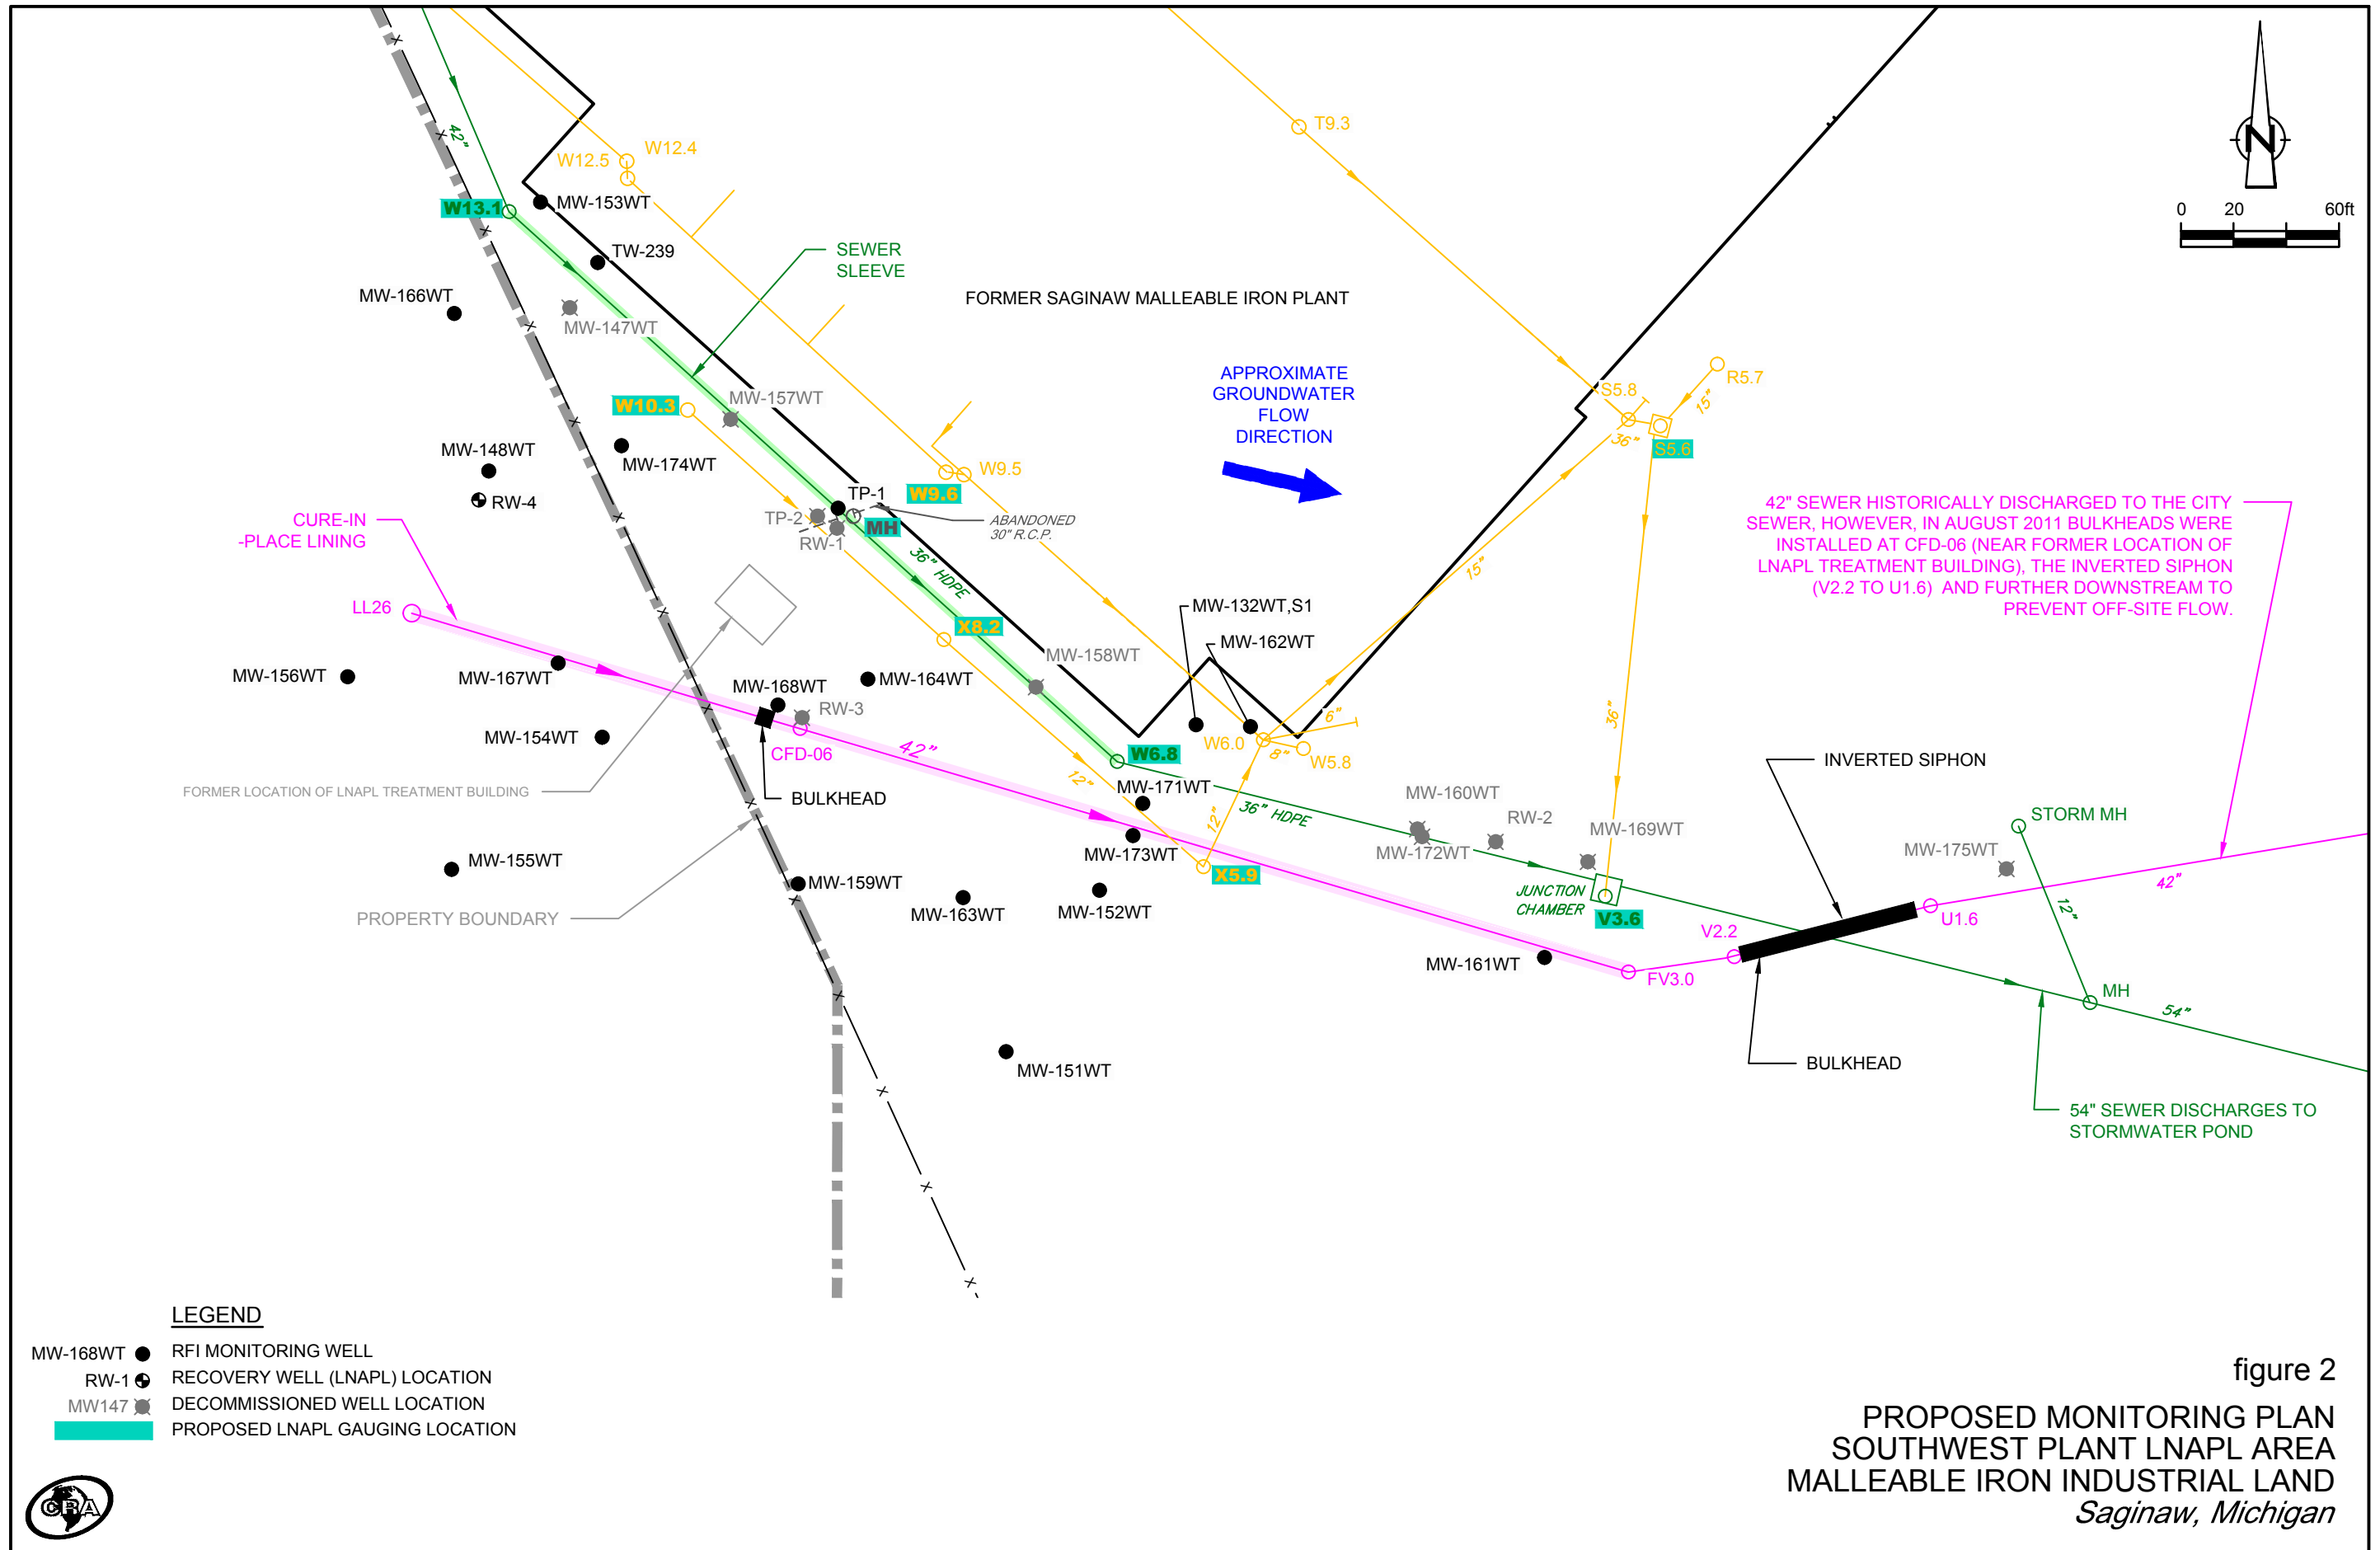 42"
W12.5
W12.4
T9.3
N
0 20 60ft
W13.1
MW-153WT
TW-239
SEWER
SLEEVE
MW-166WT
MW-147WT
FORMER SAGINAW MALLEABLE IRON PLANT
APPROXIMATE
GROUNDWATER
FLOW
DIRECTION
S5.8
R5.7
15"
36"
S5.6
W10.3
MW-157WT
MW-148WT
MW-174WT
RW-4
W9.5
W9.6
TP-1
TP-2
MH
RW-1
ABANDONED
30" R.C.P.
CURE-IN
-PLACE LINING
36" HDPE
15"
42" SEWER HISTORICALLY DISCHARGED TO THE CITY
SEWER, HOWEVER, IN AUGUST 2011 BULKHEADS WERE
INSTALLED AT CFD-06 (NEAR FORMER LOCATION OF
LNAPL TREATMENT BUILDING), THE INVERTED SIPHON
(V2.2 TO U1.6) AND FURTHER DOWNSTREAM TO
PREVENT OFF-SITE FLOW.
LL26
X8.2
MW-132WT,S1
MW-162WT
MW-158WT
MW-156WT
MW-167WT
MW-168WT
MW-164WT
RW-3
MW-154WT
CFD-06
42"
W6.8
W6.0
6"
8"
W5.8
36"
INVERTED SIPHON
FORMER LOCATION OF LNAPL TREATMENT BUILDING
BULKHEAD
12"
MW-171WT
36" HDPE
MW-160WT
RW-2
MW-169WT
STORM MH
12"
MW-173WT
MW-172WT
MW-175WT
MW-155WT
X5.9
MW-159WT
MW-163WT
MW-152WT
JUNCTION
CHAMBER
V3.6
42"
12"
PROPERTY BOUNDARY
V2.2
U1.6
MW-161WT
FV3.0
MH
54"
MW-151WT
BULKHEAD
54" SEWER DISCHARGES TO
STORMWATER POND
LEGEND
MW-168WT RFI MONITORING WELL
RW-1 RECOVERY WELL (LNAPL) LOCATION
MW147 DECOMMISSIONED WELL LOCATION
PROPOSED LNAPL GAUGING LOCATION
CRA
figure 2
PROPOSED MONITORING PLAN
SOUTHWEST PLANT LNAPL AREA
MALLEABLE IRON INDUSTRIAL LAND
Saginaw, Michigan